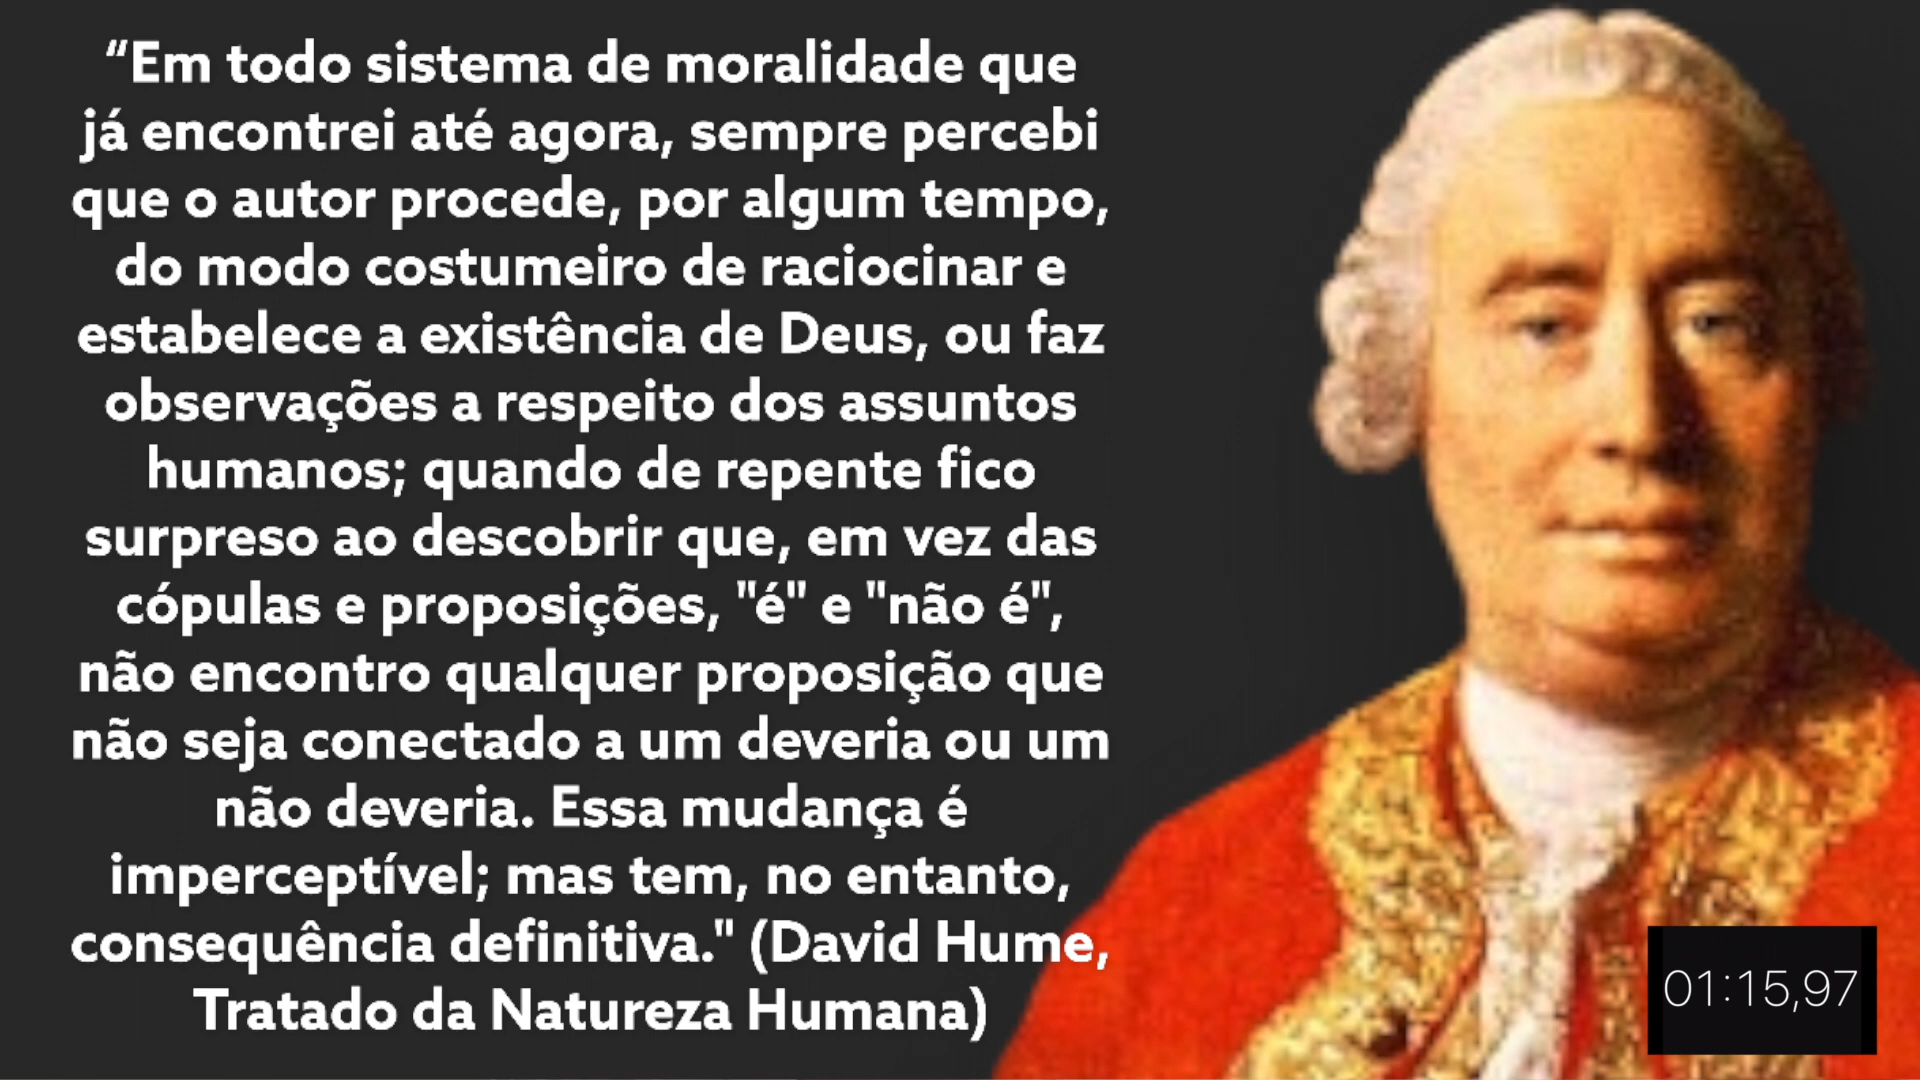 “Em todo sistema de moralidade que
já encontrei até agora, sempre percebi
que o autor procede, por algum tempo,
do modo costumeiro de raciocinar e
estabelece a existência de Deus, ou faz
observações a respeito dos assuntos
humanos; quando de repente fico
surpreso ao descobrir que, em vez das
cópulas e proposições, "é" e "não é",
não encontro qualquer proposição que
não seja conectado a um deveria ou um
não deveria. Essa mudança é
imperceptível; mas tem, no entanto,
consequência definitiva." (David Hume,
Tratado da Natureza Humana)
01:15,97